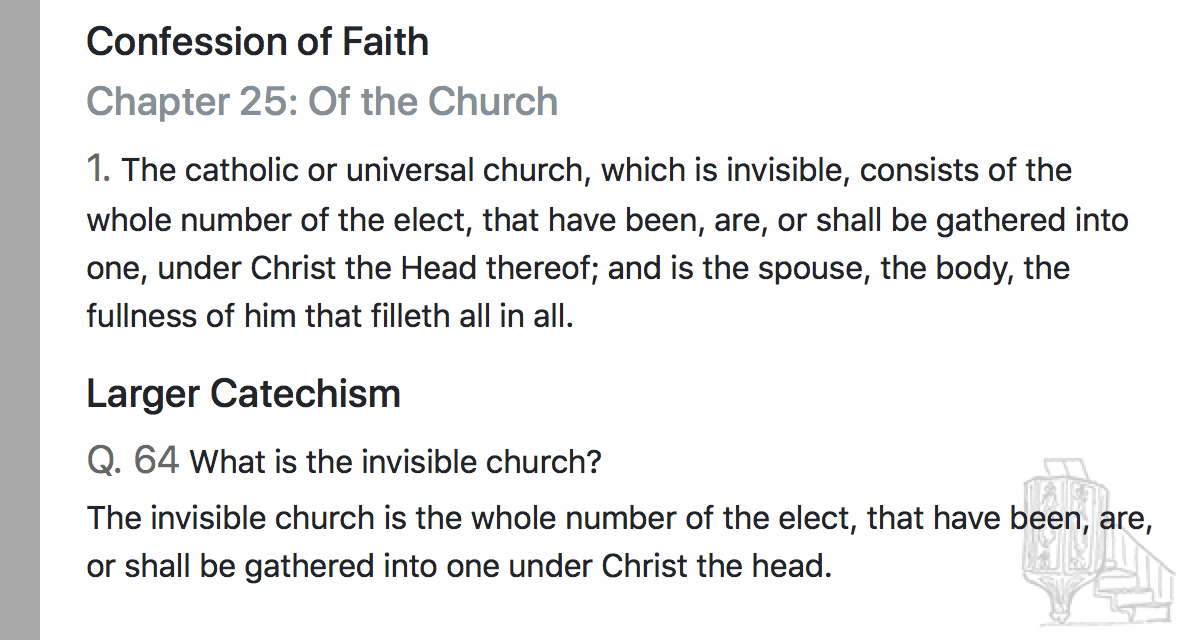 Confession of Faith
Chapter 25: Of the Church
1. The catholic or universal church, which is invisible, consists of the
whole number of the elect, that have been, are, or shall be gathered into
one, under Christ the Head thereof; and is the spouse, the body, the
fullness of him that filleth all in all.
Larger Catechism
Q. 64 What is the invisible church?
The invisible church is the whole number of the elect, that have been, are,
or shall be gathered into one under Christ the head.